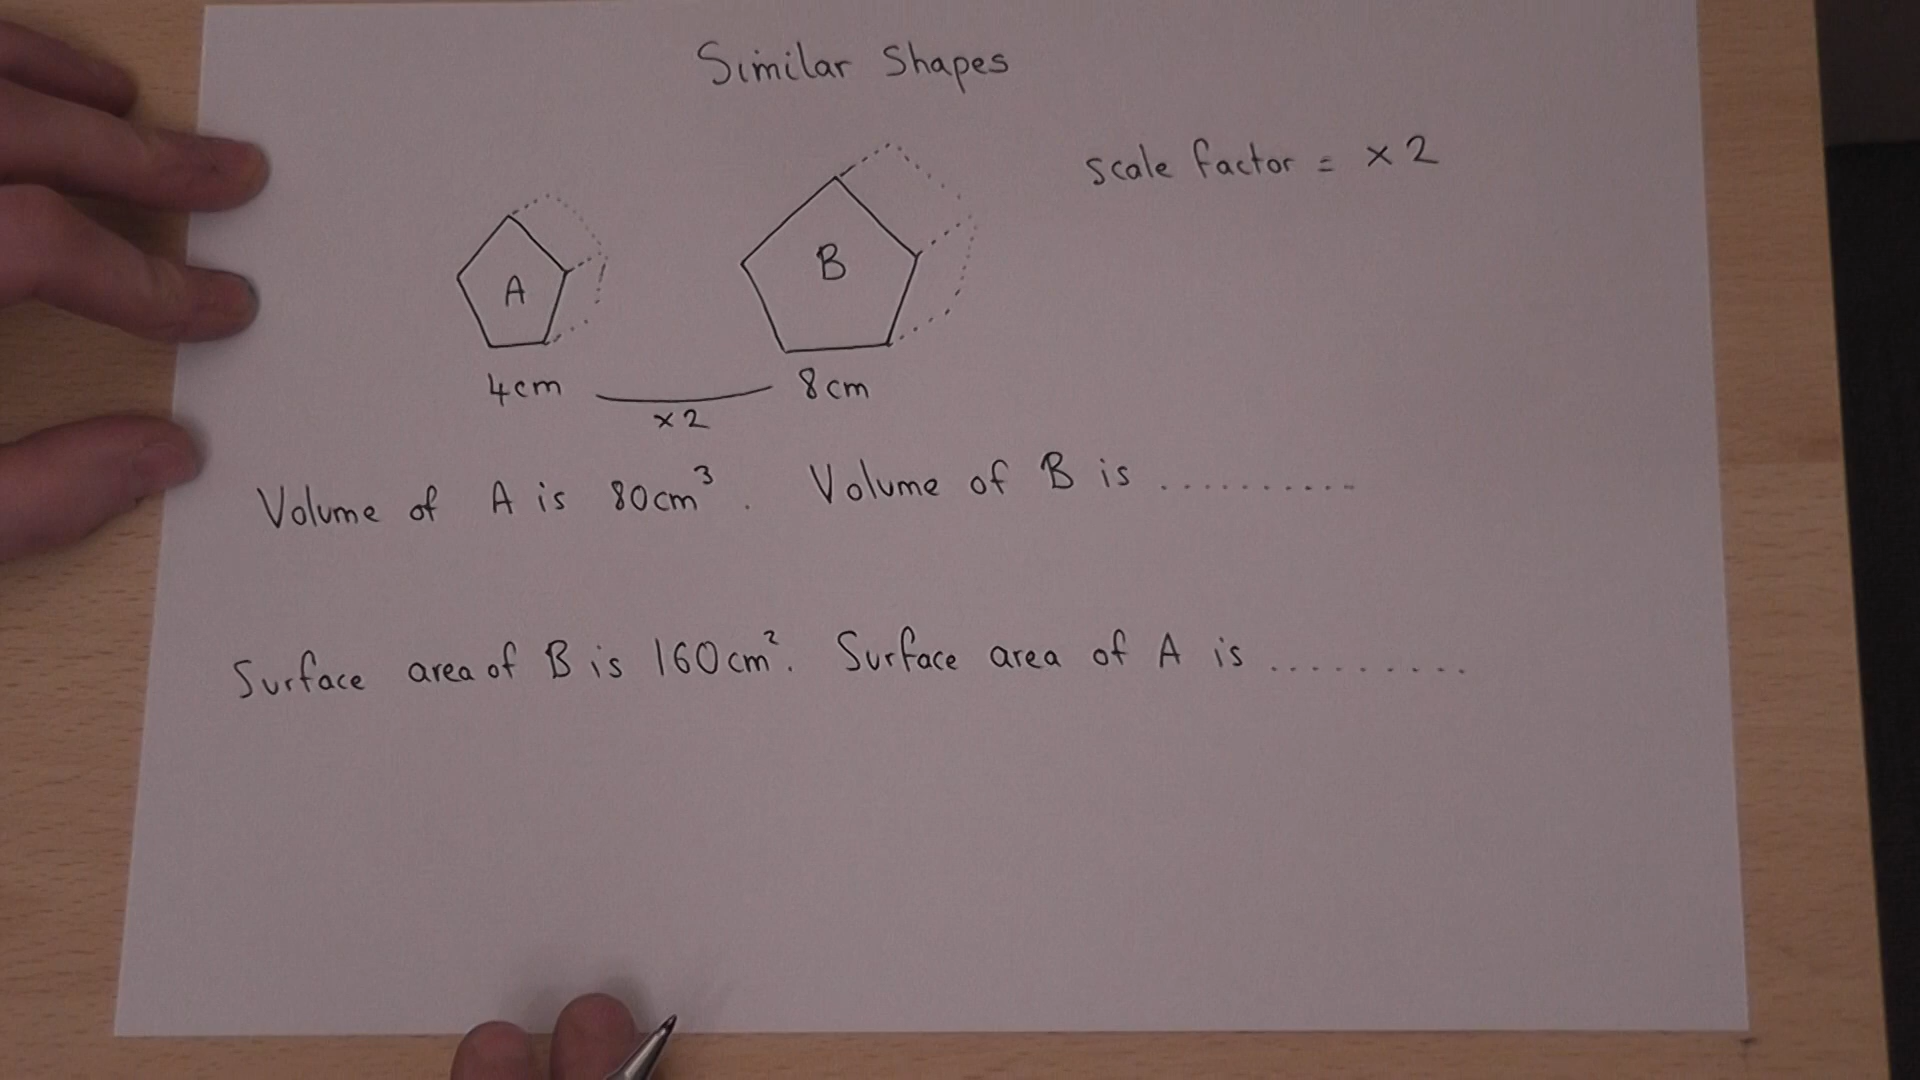 Similar Shapes
scale factor = × 2
A
B
4cm
8cm
× 2
Volume of A is 80cm³. Volume of B is ..........
Surface area of B is 160cm². Surface area of A is .........